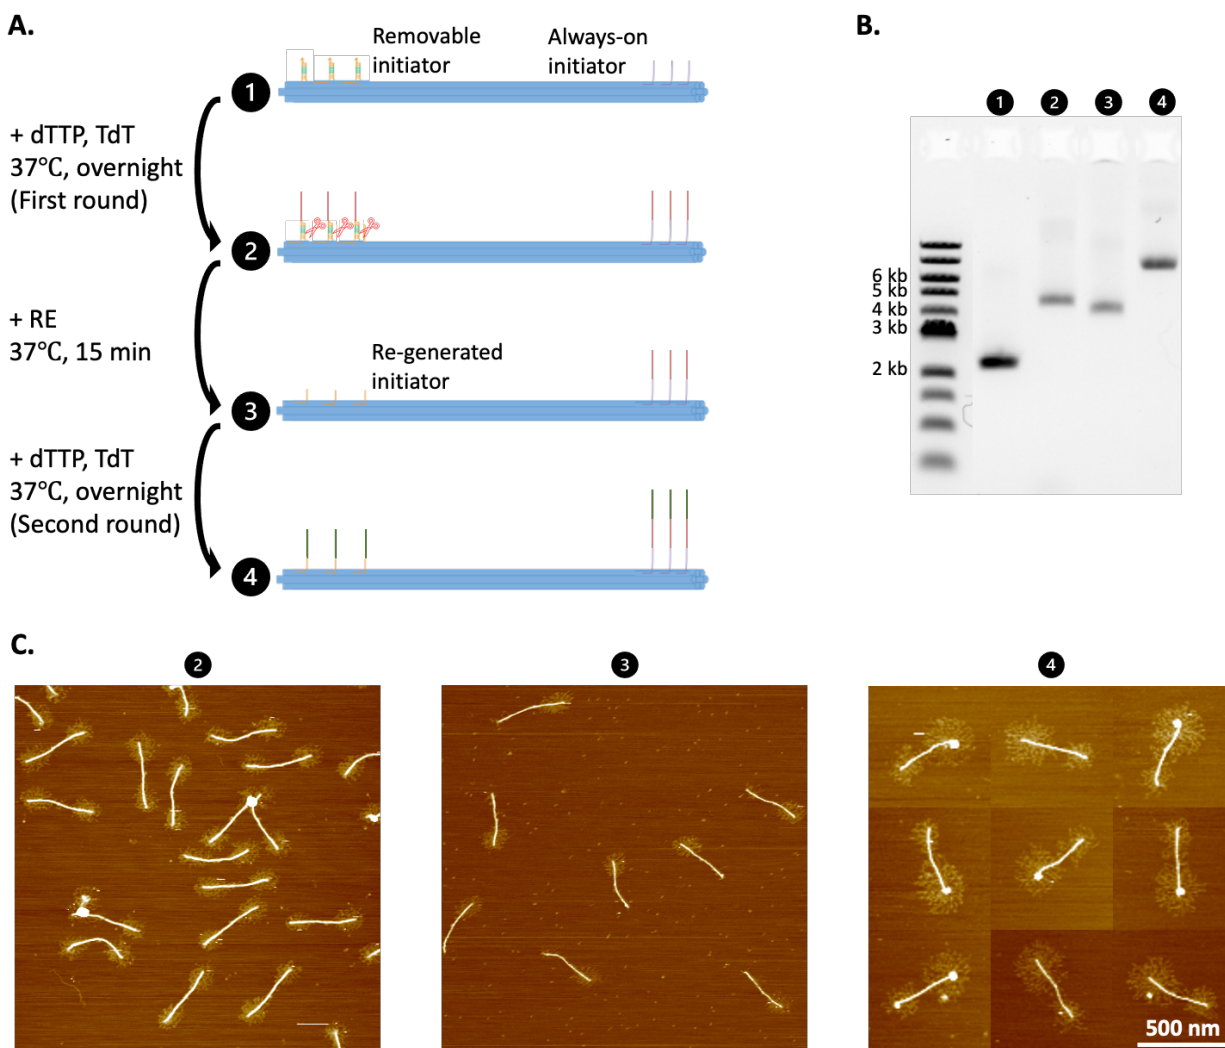 A.
Removable
initiator
Always-on
initiator
1
+ dTTP, TdT
37℃, overnight
(First round)
2
+ RE
37℃, 15 min
Re-generated
initiator
3
+ dTTP, TdT
37℃, overnight
(Second round)
4
B.
1 2 3 4
6 kb
5 kb
4 kb
3 kb
2 kb
C.
2 3 4
500 nm